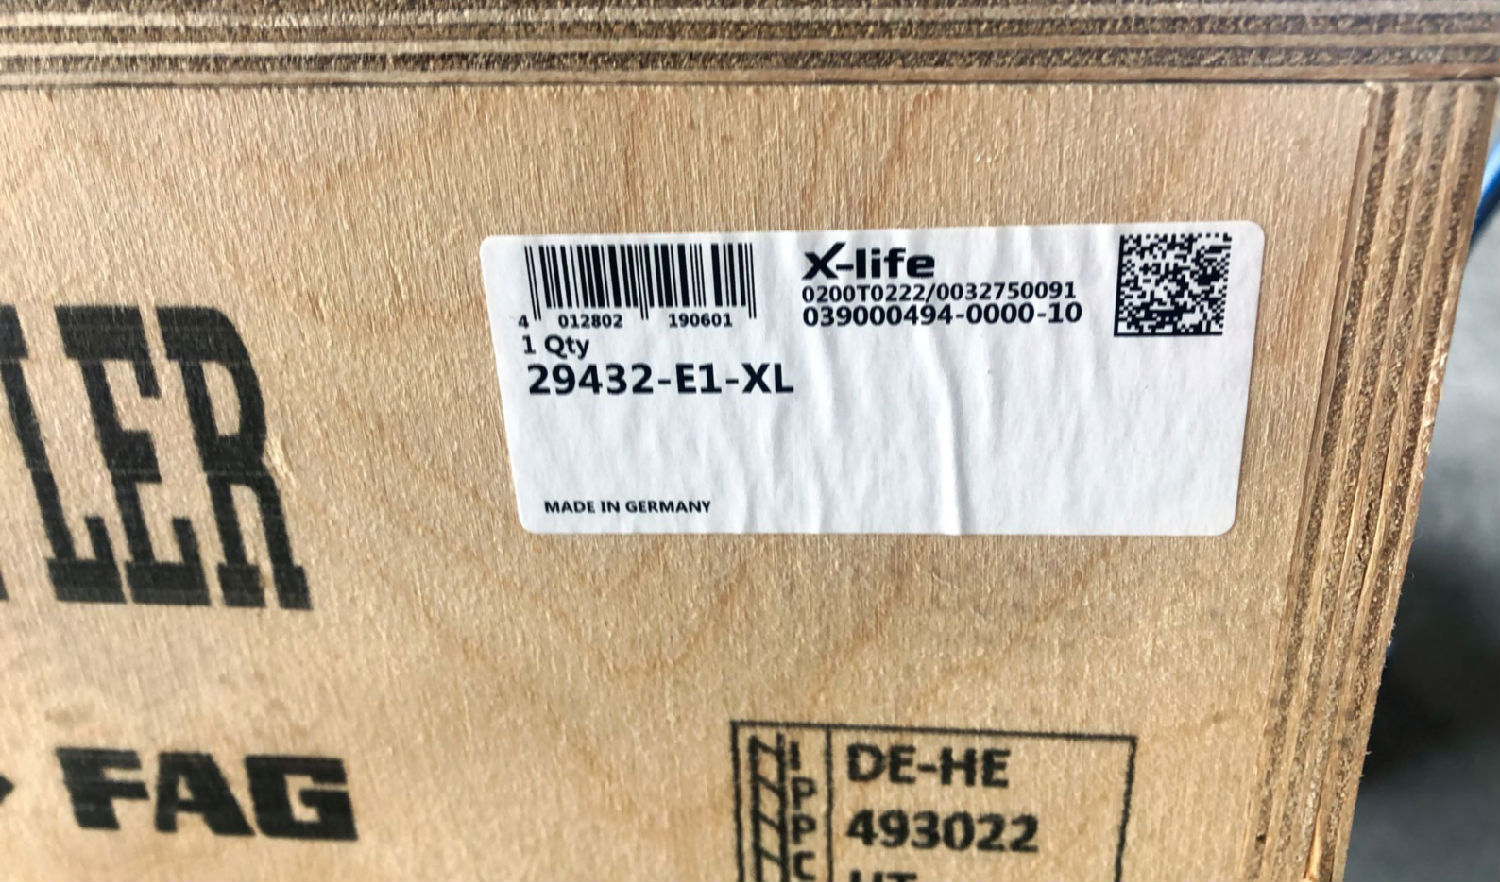 4 012802 190601
X-life
0200T0222/0032750091
039000494-0000-10
1 Qty
29432-E1-XL
MADE IN GERMANY
LER
FAG
IPPC
DE-HE
493022
HT